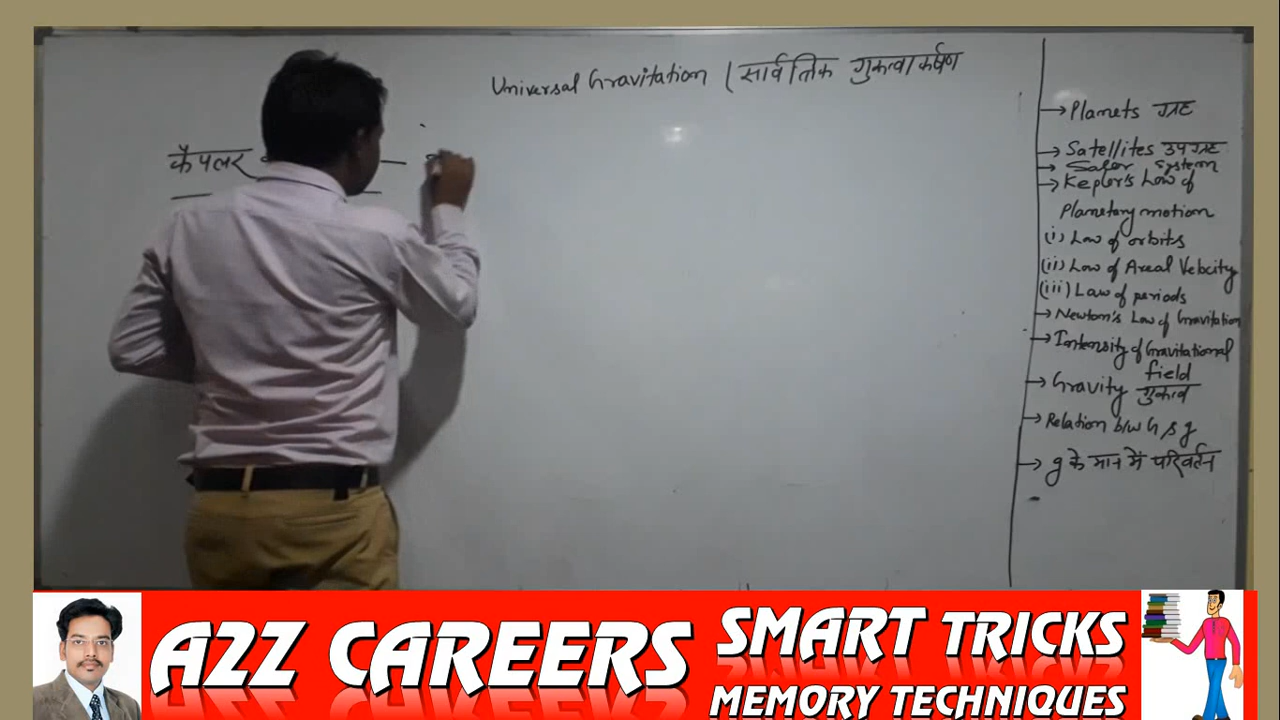 Universal Gravitation (सार्वत्रिक गुरुत्वाकर्षण
कैपलर
→ Planets ग्रह
→ Satellites उपग्रह
→ Solar System
→ Kepler's Law of
Planetary motion
(i) Law of orbits
(ii) Law of Areal Velocity
(iii) Law of periods
→ Newton's Law of Gravitation
→ Intensity of Gravitational
field
→ Gravity गुरुत्व
→ Relation b/w G & g
→ g के मान में परिवर्तन
A2Z CAREERS
SMART TRICKS
MEMORY TECHNIQUES